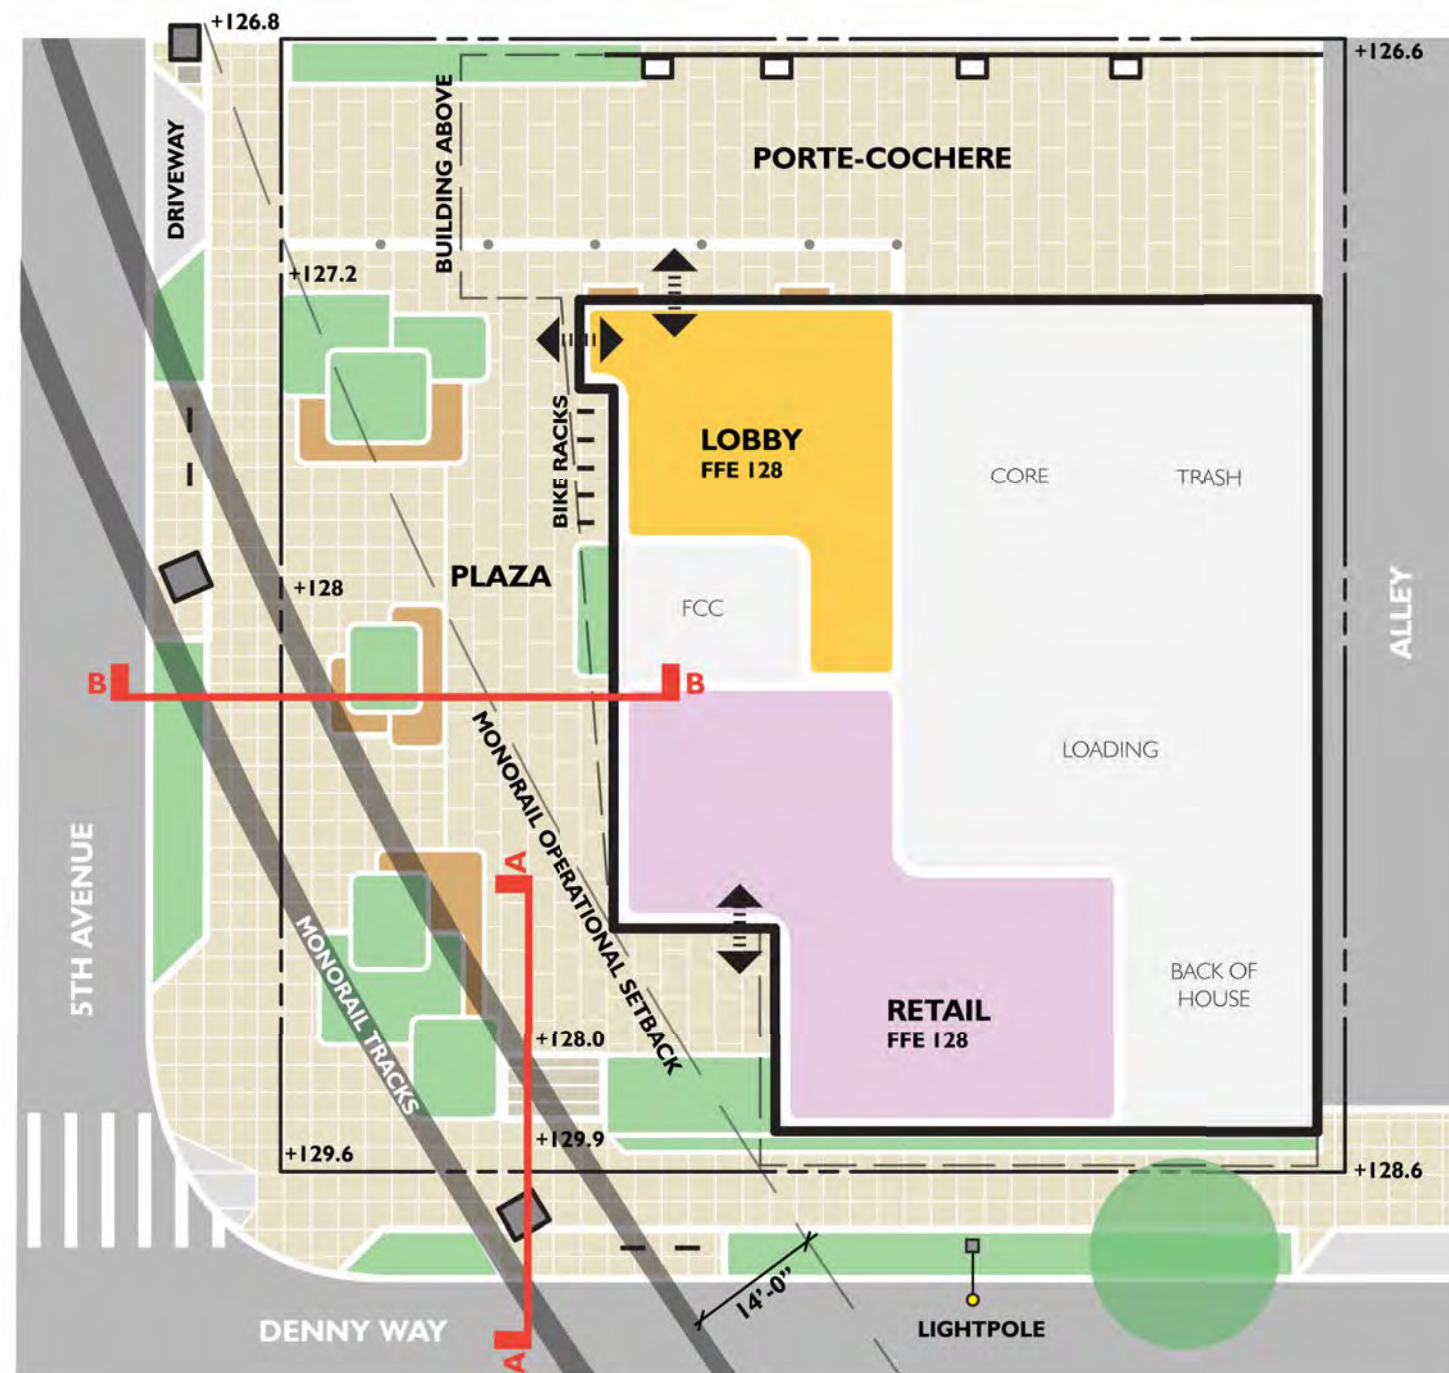 +126.8
+126.6
BUILDING ABOVE
DRIVEWAY
PORTE-COCHERE
+127.2
BIKE RACKS
LOBBY
FFE 128
CORE
TRASH
PLAZA
+128
FCC
ALLEY
B
B
MONORAIL OPERATIONAL SETBACK
LOADING
5TH AVENUE
A
MONORAIL TRACKS
BACK OF
HOUSE
RETAIL
FFE 128
+128.0
+129.9
+129.6
+128.6
14'-0"
DENNY WAY
A
LIGHTPOLE